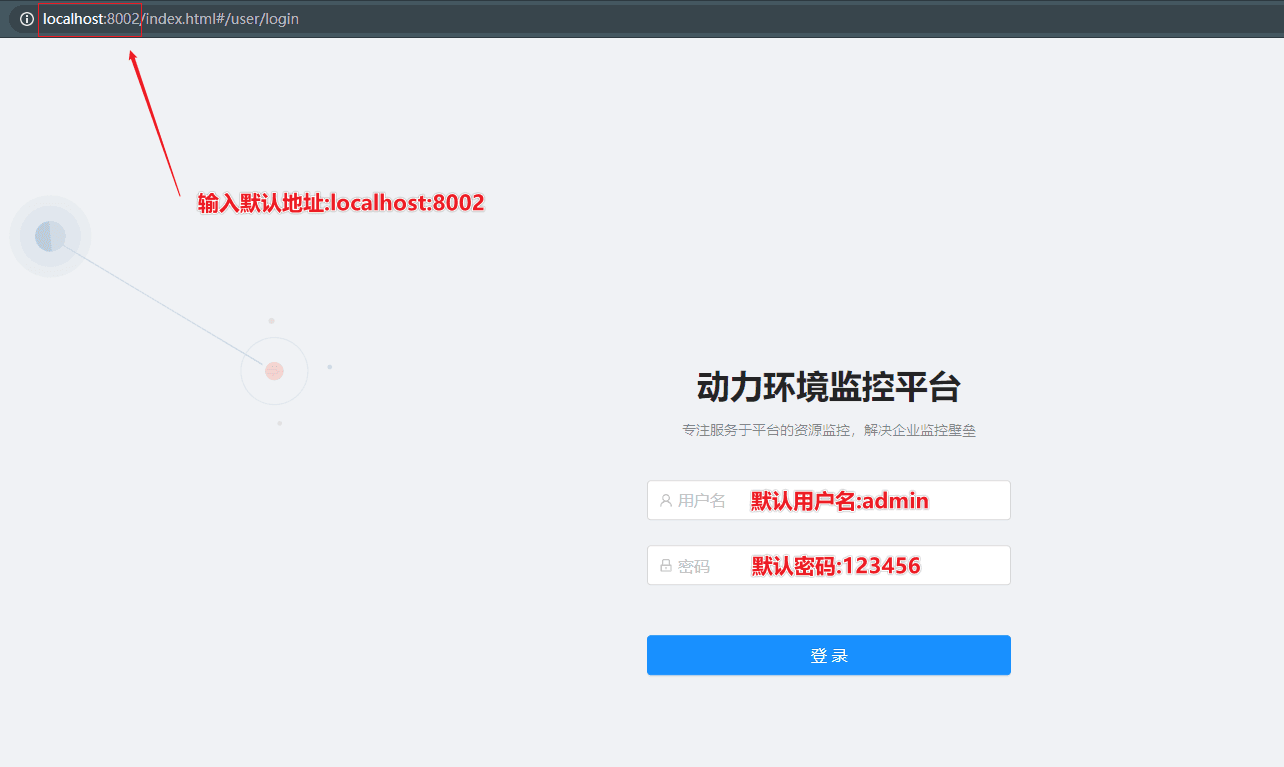 localhost:8002/index.html#/user/login
输入默认地址:localhost:8002
动力环境监控平台
专注服务于平台的资源监控，解决企业监控壁垒
用户名 默认用户名:admin
密码 默认密码:123456
登 录